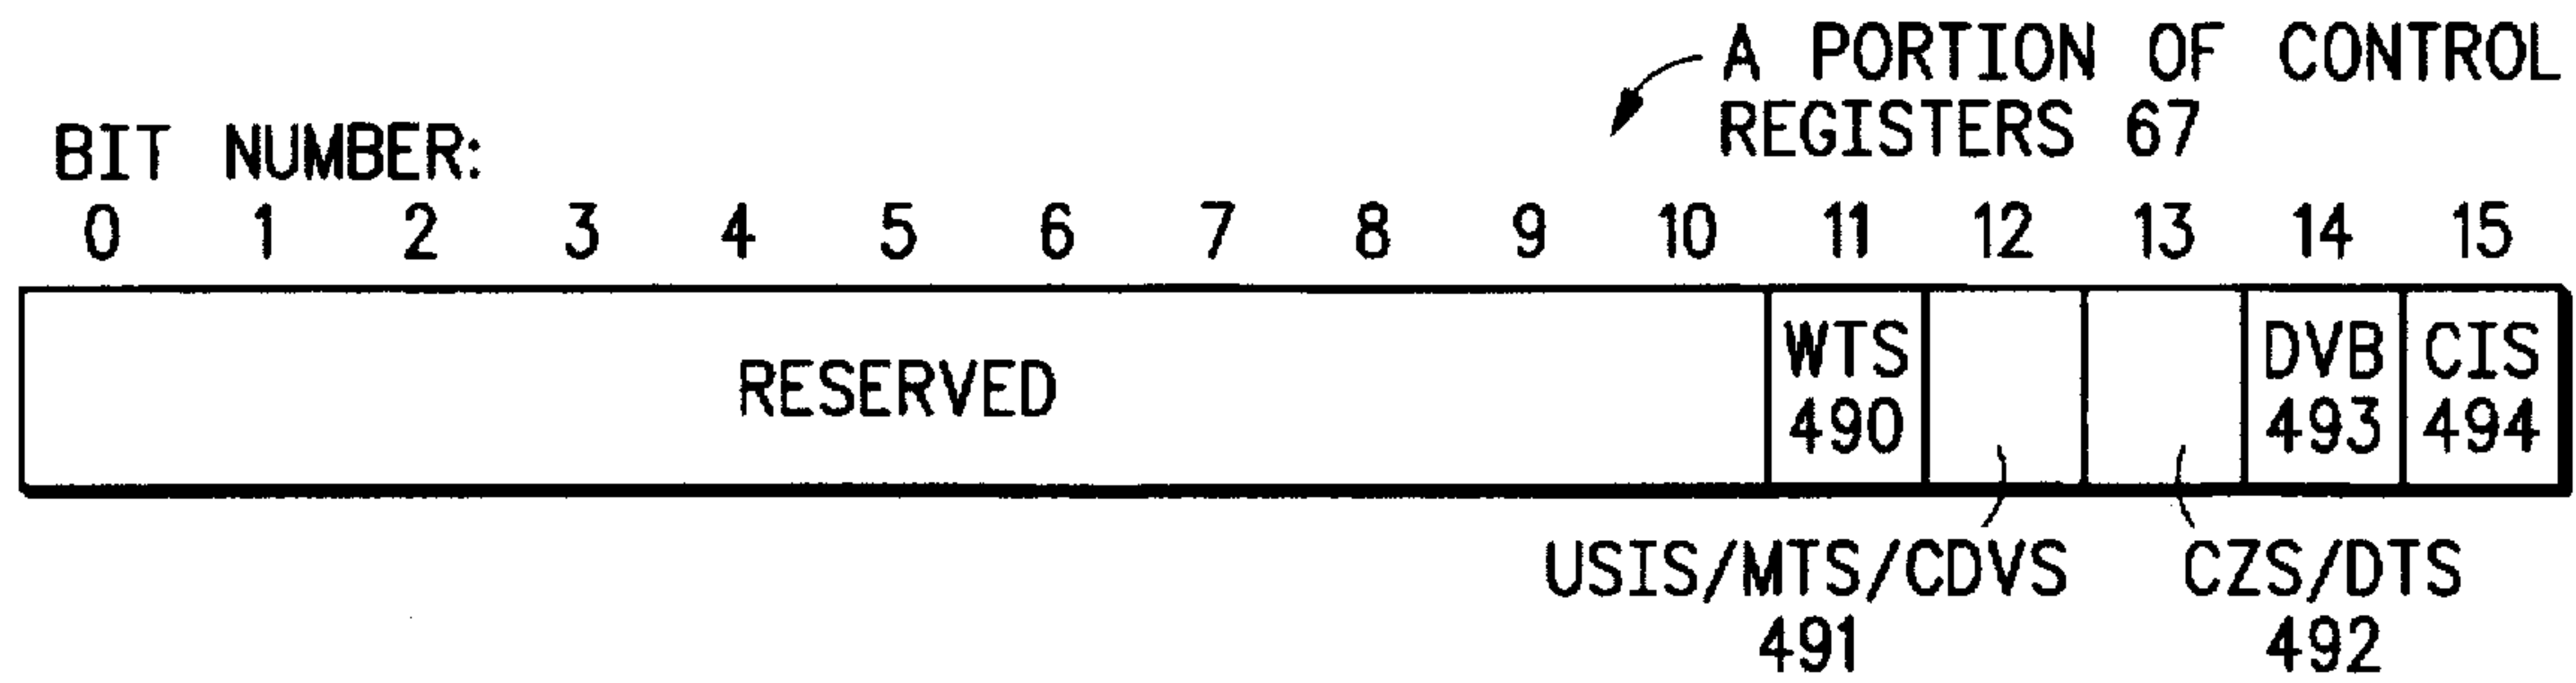 A PORTION OF CONTROL
REGISTERS 67
BIT NUMBER:
0 1 2 3 4 5 6 7 8 9 10 11 12 13 14 15
RESERVED
WTS
490
DVB
493
CIS
494
USIS/MTS/CDVS
491
CZS/DTS
492